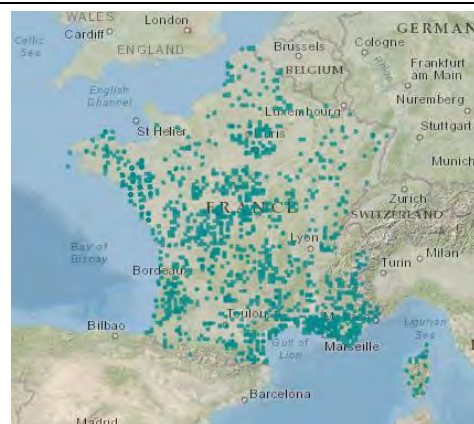 WALES
London
GERMAN
Cardiff
Celtic
Sea
ENGLAND
Brussels
Cologne
BELGIUM
Rhine
Frankfurt
am Main
English
Channel
Luxembourg
Nuremberg
St Helier
Paris
Stuttgart
Munich
Zurich
FRANCE
SWITZERLAND
Bay of
Biscay
Lyon
Turin
Milan
Bordeaux
Toulouse
Ligurian
Sea
Bilbao
Gulf of
Lion
Marseille
Barcelona
Madrid